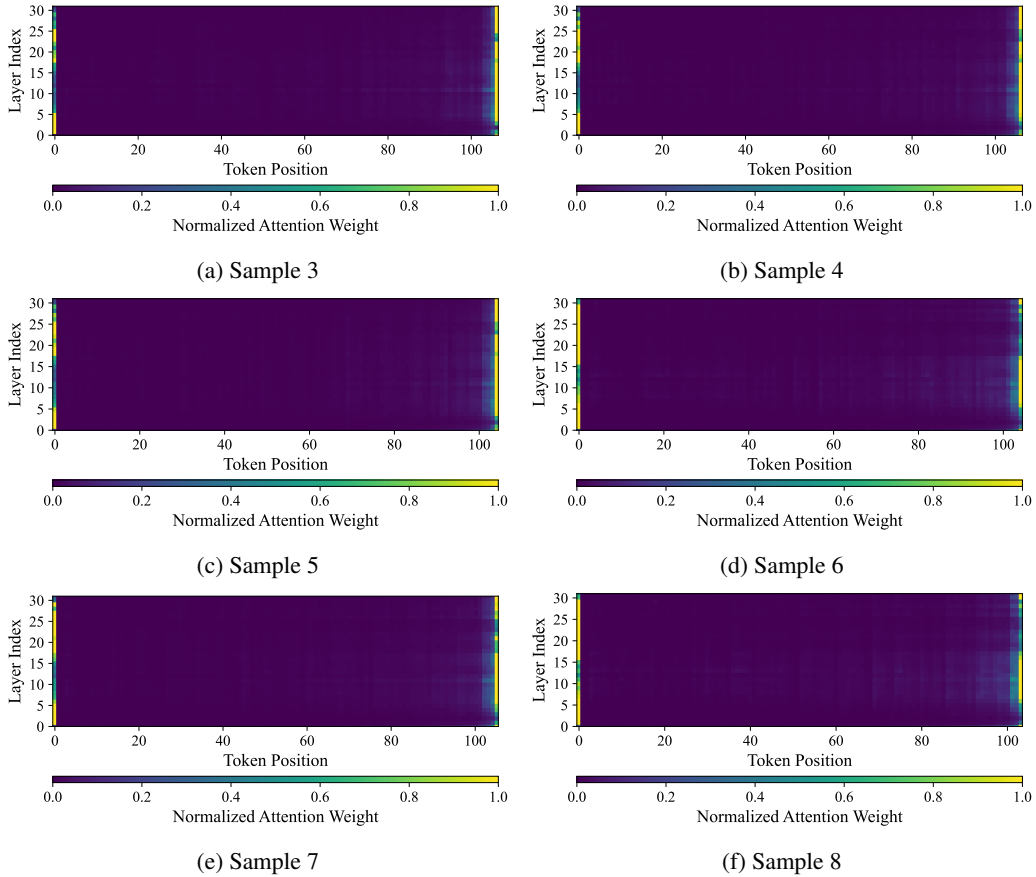 30
25
20
15
10
5
0
Layer Index
0 20 40 60 80 100
Token Position
0.0 0.2 0.4 0.6 0.8 1.0
Normalized Attention Weight
(a) Sample 3
30
25
20
15
10
5
0
Layer Index
0 20 40 60 80 100
Token Position
0.0 0.2 0.4 0.6 0.8 1.0
Normalized Attention Weight
(b) Sample 4
30
25
20
15
10
5
0
Layer Index
0 20 40 60 80 100
Token Position
0.0 0.2 0.4 0.6 0.8 1.0
Normalized Attention Weight
(c) Sample 5
30
25
20
15
10
5
0
Layer Index
0 20 40 60 80 100
Token Position
0.0 0.2 0.4 0.6 0.8 1.0
Normalized Attention Weight
(d) Sample 6
30
25
20
15
10
5
0
Layer Index
0 20 40 60 80 100
Token Position
0.0 0.2 0.4 0.6 0.8 1.0
Normalized Attention Weight
(e) Sample 7
30
25
20
15
10
5
0
Layer Index
0 20 40 60 80 100
Token Position
0.0 0.2 0.4 0.6 0.8 1.0
Normalized Attention Weight
(f) Sample 8